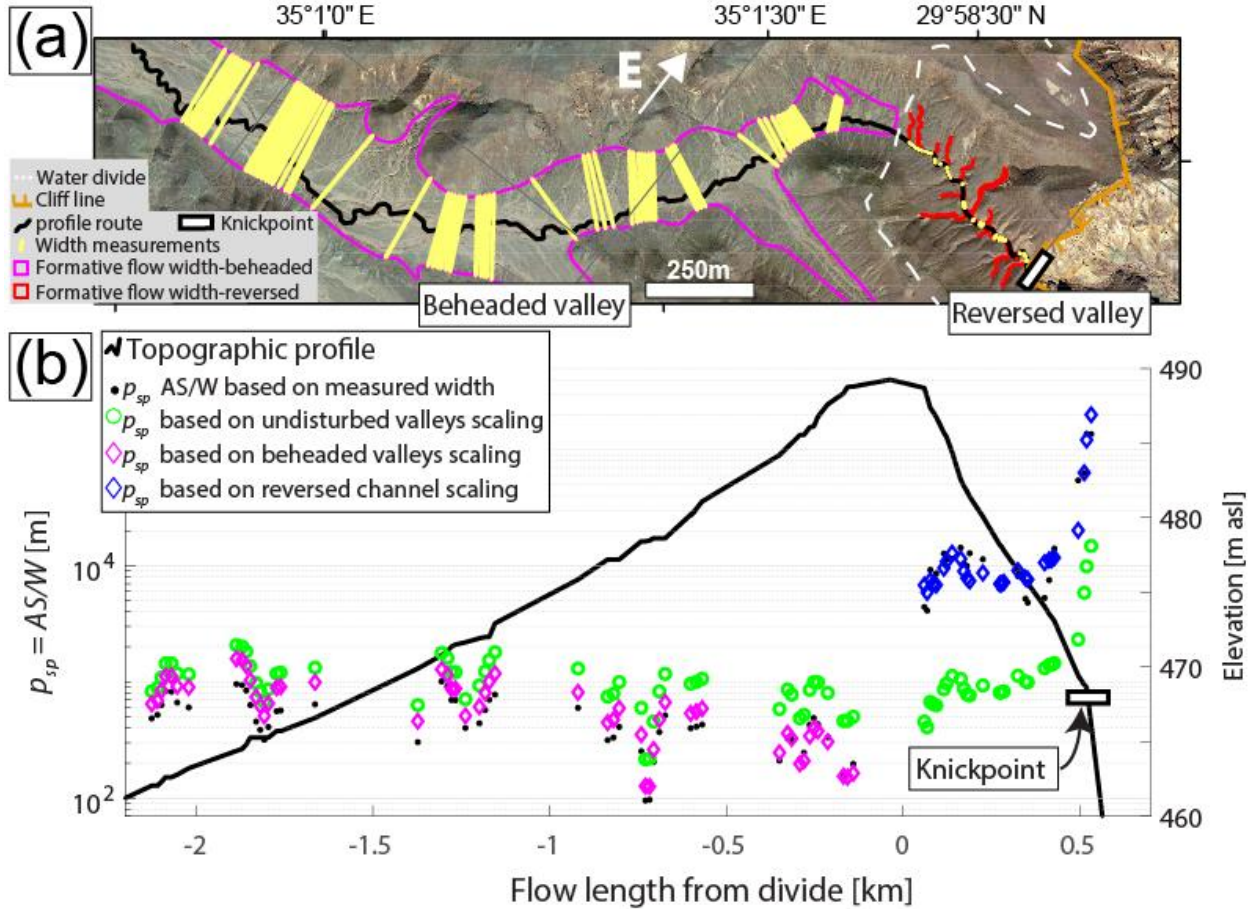 (a)
35°1'0" E
35°1'30" E
29°58'30" N
E
Water divide
Cliff line
profile route
Knickpoint
Width measurements
Formative flow width-beheaded
Formative flow width-reversed
250m
Beheaded valley
Reversed valley
(b)
Topographic profile
p_sp AS/W based on measured width
p_sp based on undisturbed valleys scaling
p_sp based on beheaded valleys scaling
p_sp based on reversed channel scaling
p_sp = AS/W [m]
10^4
10^2
490
480
470
460
Elevation [m asl]
Knickpoint
-2
-1.5
-1
-0.5
0
0.5
Flow length from divide [km]